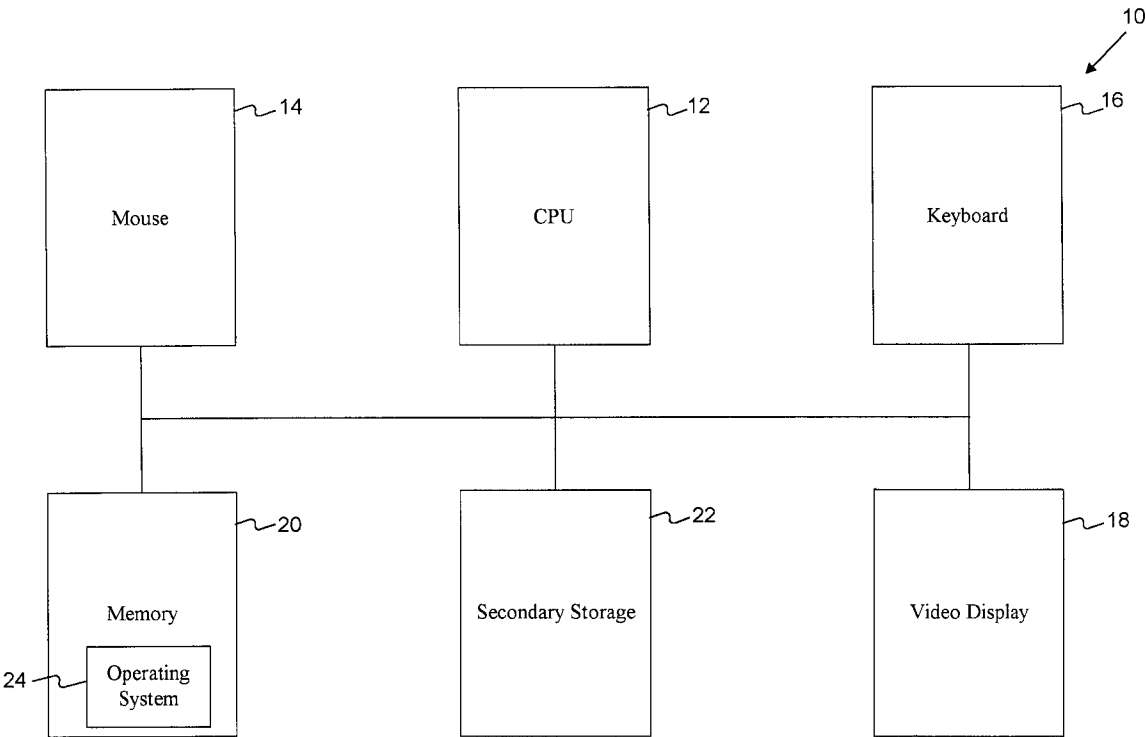 10
14
12
16
Mouse
CPU
Keyboard
20
22
18
Memory
Secondary Storage
Video Display
24
Operating
System